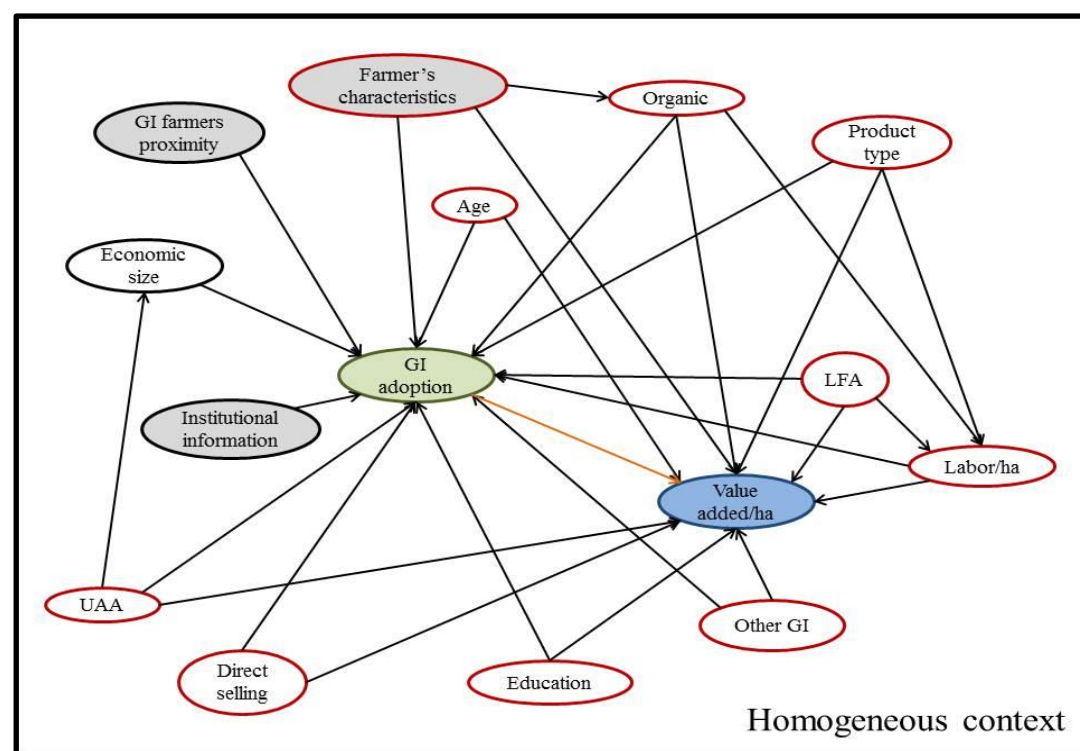 Farmer's
characteristics
Organic
GI farmers
proximity
Product
type
Age
Economic
size
GI
adoption
LFA
Institutional
information
Labor/ha
Value
added/ha
UAA
Other GI
Direct
selling
Education
Homogeneous context